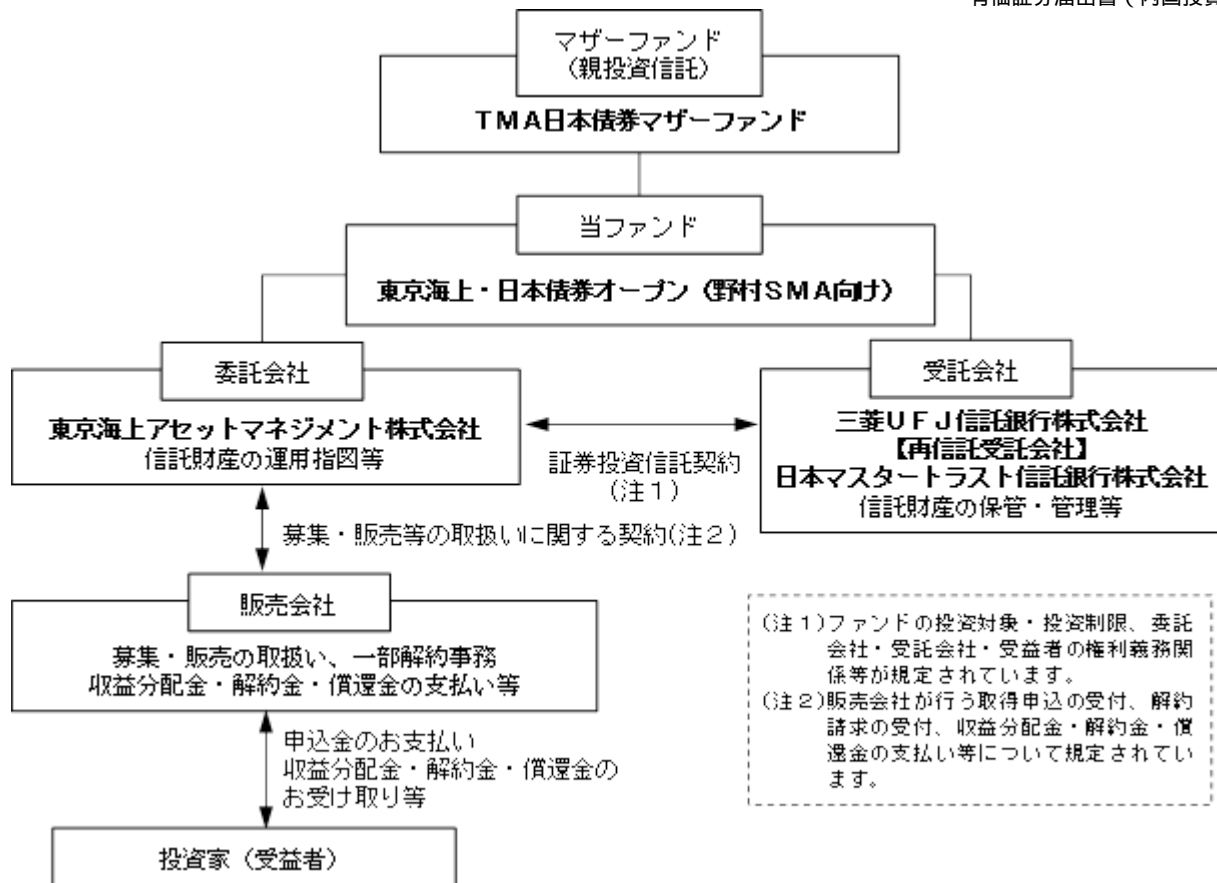 マザーファンド
(親投資信託)
ＴＭＡ日本債券マザーファンド
当ファンド
東京海上・日本債券オープン（野村ＳＭＡ向け）
委託会社
東京海上アセットマネジメント株式会社
信託財産の運用指図等
証券投資信託契約
(注１)
受託会社
三菱ＵＦＪ信託銀行株式会社
【再信託受託会社】
日本マスタートラスト信託銀行株式会社
信託財産の保管・管理等
募集・販売等の取扱いに関する契約(注２)
販売会社
募集・販売の取扱い、一部解約事務
収益分配金・解約金・償還金の支払い等
申込金のお支払い
収益分配金・解約金・償還金の
お受け取り等
投資家（受益者）
(注１)ファンドの投資対象・投資制限、委託
会社・受託会社・受益者の権利義務関
係等が規定されています。
(注２)販売会社が行う取得申込の受付、解約
請求の受付、収益分配金・解約金・償
還金の支払い等について規定されてい
ます。